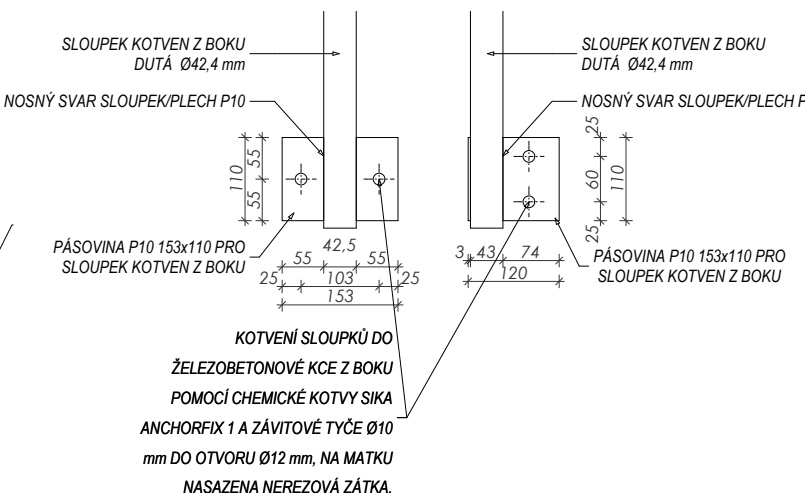 SLOUPEK KOTVEN Z BOKU
DUTÁ Ø42,4 mm
NOSNÝ SVAR SLOUPEK/PLECH P10
110
55
55
PÁSOVINA P10 153x110 PRO
SLOUPEK KOTVEN Z BOKU
42,5
55
55
25
103
25
153
SLOUPEK KOTVEN Z BOKU
DUTÁ Ø42,4 mm
NOSNÝ SVAR SLOUPEK/PLECH P
25
60
110
25
3
43
74
120
PÁSOVINA P10 153x110 PRO
SLOUPEK KOTVEN Z BOKU
KOTVENÍ SLOUPKŮ DO
ŽELEZOBETONOVÉ KCE Z BOKU
POMOCÍ CHEMICKÉ KOTVY SIKA
ANCHORFIX 1 A ZÁVITOVÉ TYČE Ø10
mm DO OTVORU Ø12 mm, NA MATKU
NASAZENA NEREZOVÁ ZÁTKA.